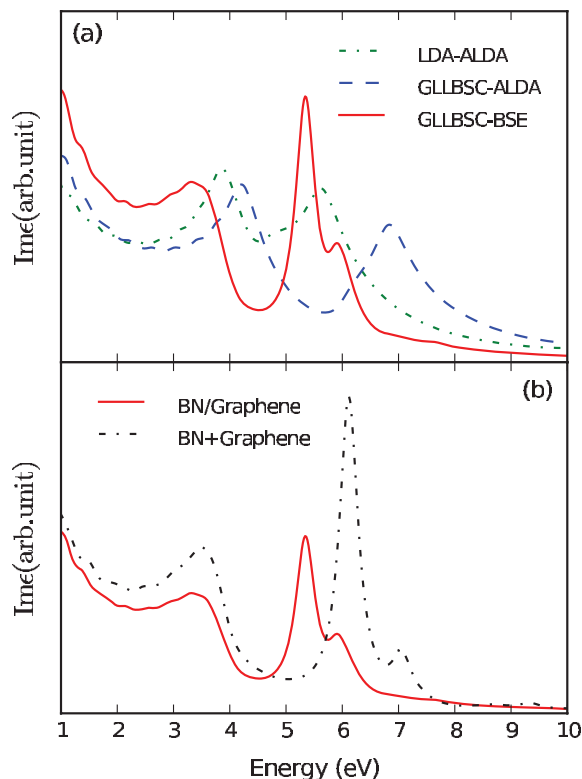 (a)
LDA-ALDA
GLLBSC-ALDA
GLLBSC-BSE
Imϵ(arb.unit)
(b)
BN/Graphene
BN+Graphene
Imϵ(arb.unit)
1 2 3 4 5 6 7 8 9 10
Energy (eV)